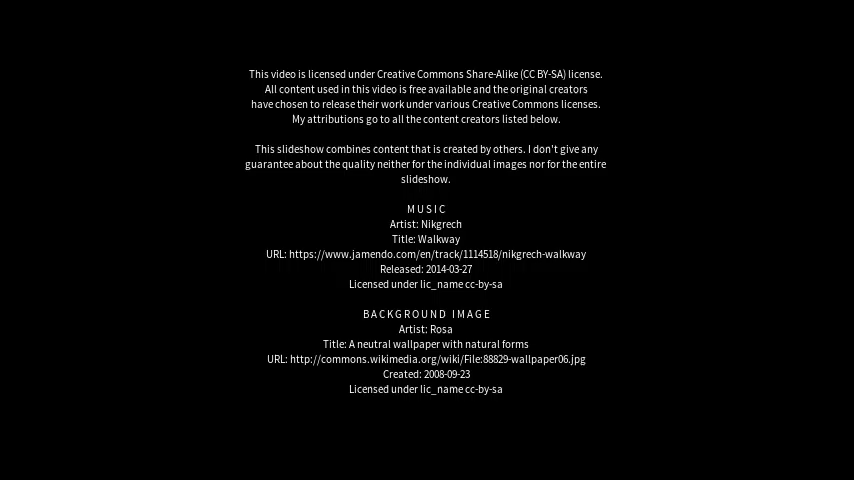 This video is licensed under Creative Commons Share-Alike (CC BY-SA) license.
All content used in this video is free available and the original creators
have chosen to release their work under various Creative Commons licenses.
My attributions go to all the content creators listed below.
This slideshow combines content that is created by others. I don't give any
guarantee about the quality neither for the individual images nor for the entire
slideshow.
MUSIC
Artist: Nikgrech
Title: Walkway
URL: https://www.jamendo.com/en/track/1114518/nikgrech-walkway
Released: 2014-03-27
Licensed under lic_name cc-by-sa
BACKGROUND IMAGE
Artist: Rosa
Title: A neutral wallpaper with natural forms
URL: http://commons.wikimedia.org/wiki/File:88829-wallpaper06.jpg
Created: 2008-09-23
Licensed under lic_name cc-by-sa